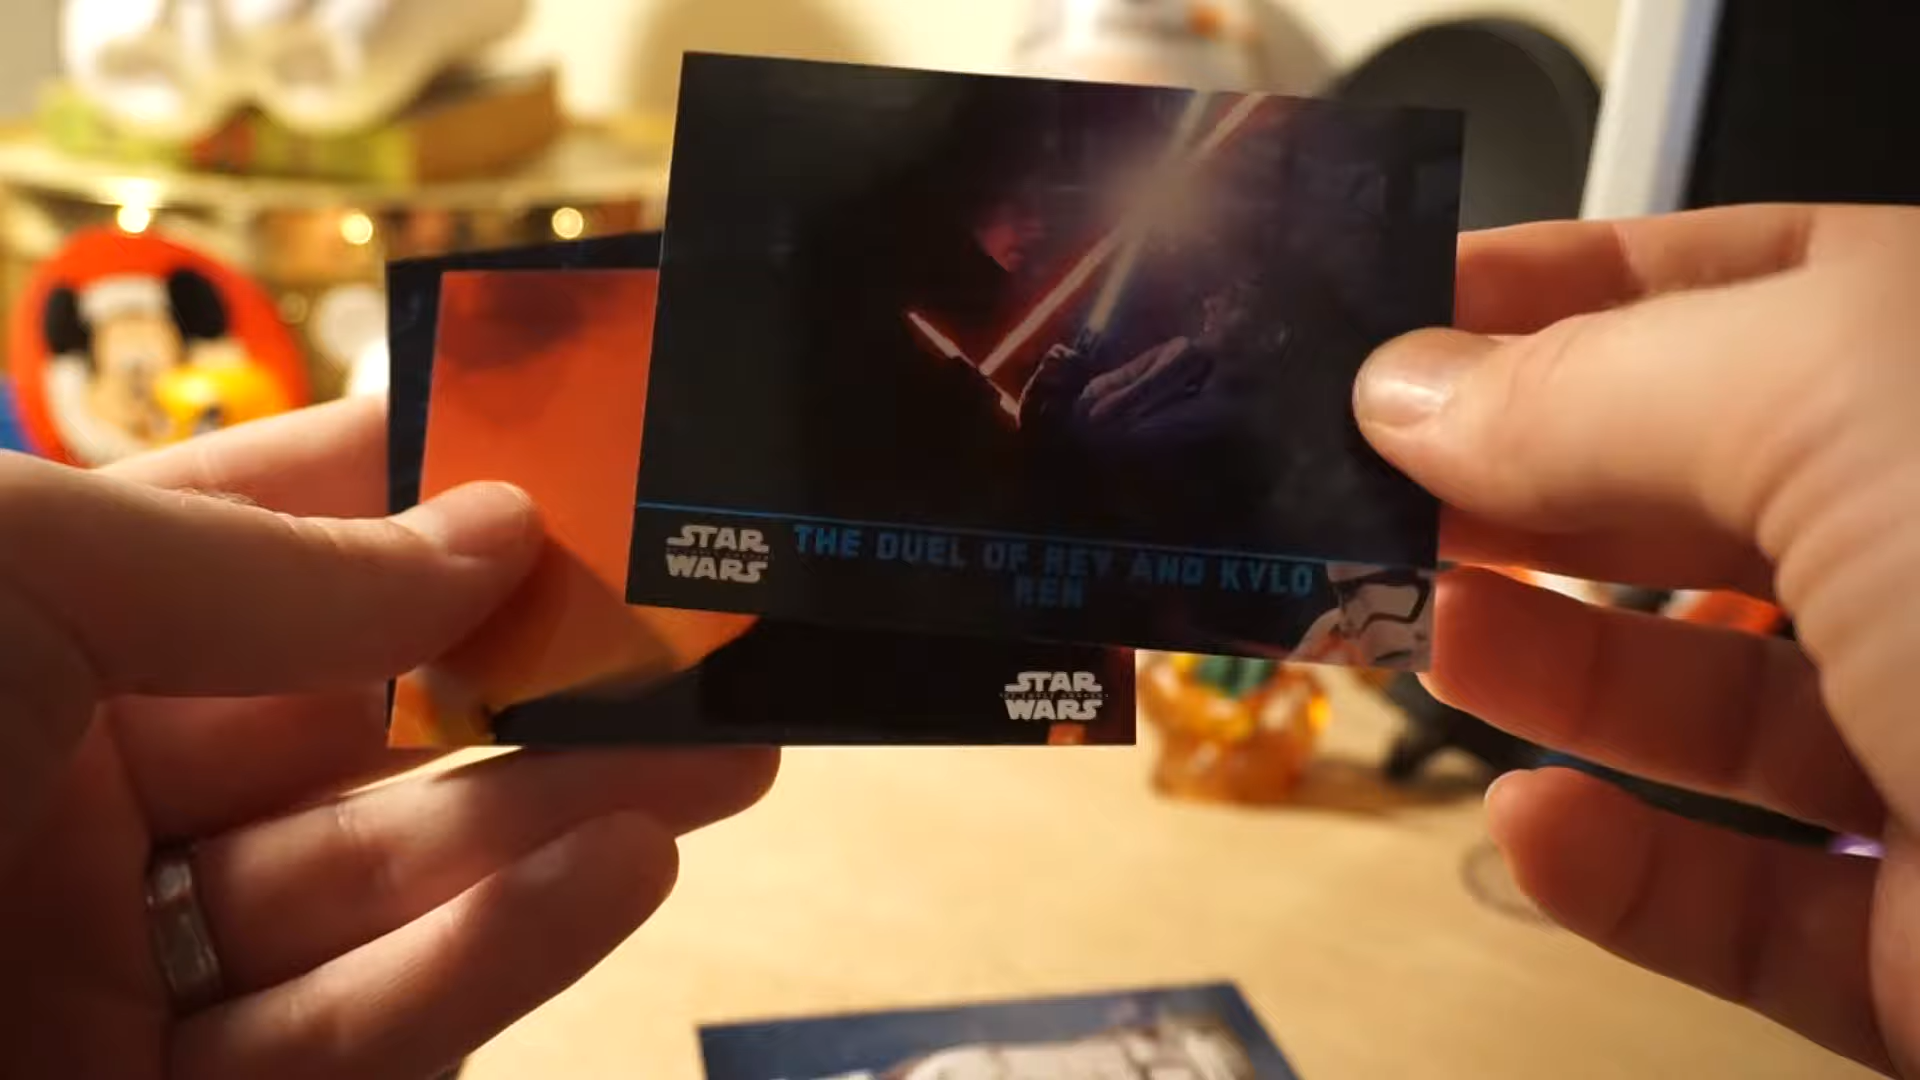 STAR
WARS
THE DUEL OF REY AND KYLO
REN
STAR
WARS